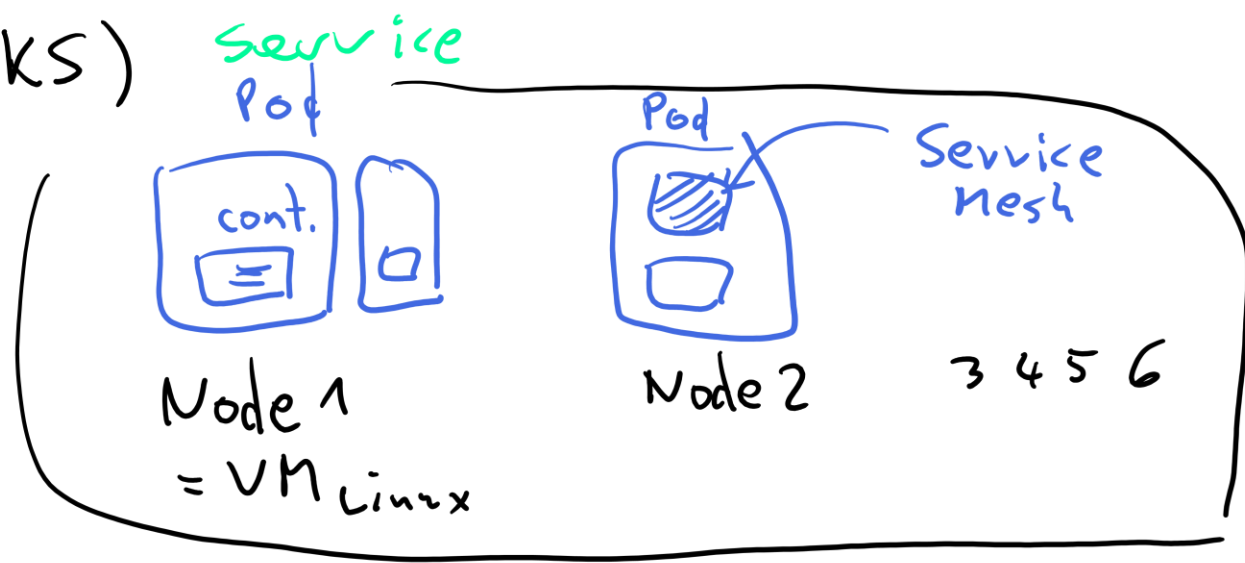 KS)
Service
Pod
Pod
Service
Mesh
cont.
Node 1
= VM Linux
Node 2
3 4 5 6